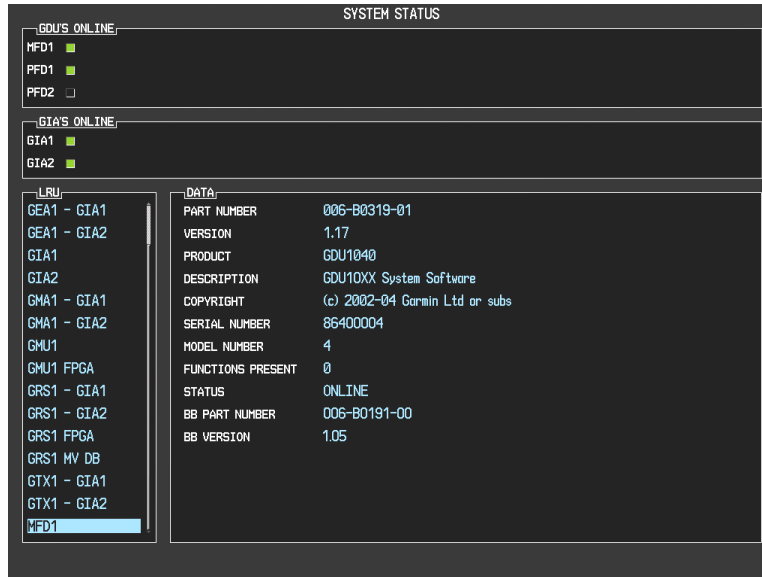 SYSTEM STATUS
GDU'S ONLINE
MFD1
PFD1
PFD2
GIA'S ONLINE
GIA1
GIA2
LRU
GEA1 - GIA1
GEA1 - GIA2
GIA1
GIA2
GMA1 - GIA1
GMA1 - GIA2
GMU1
GMU1 FPGA
GRS1 - GIA1
GRS1 - GIA2
GRS1 FPGA
GRS1 MV DB
GTX1 - GIA1
GTX1 - GIA2
MFD1
DATA
PART NUMBER 006-B0319-01
VERSION 1.17
PRODUCT GDU1040
DESCRIPTION GDU10XX System Software
COPYRIGHT (c) 2002-04 Garmin Ltd or subs
SERIAL NUMBER 86400004
MODEL NUMBER 4
FUNCTIONS PRESENT 0
STATUS ONLINE
BB PART NUMBER 006-B0191-00
BB VERSION 1.05